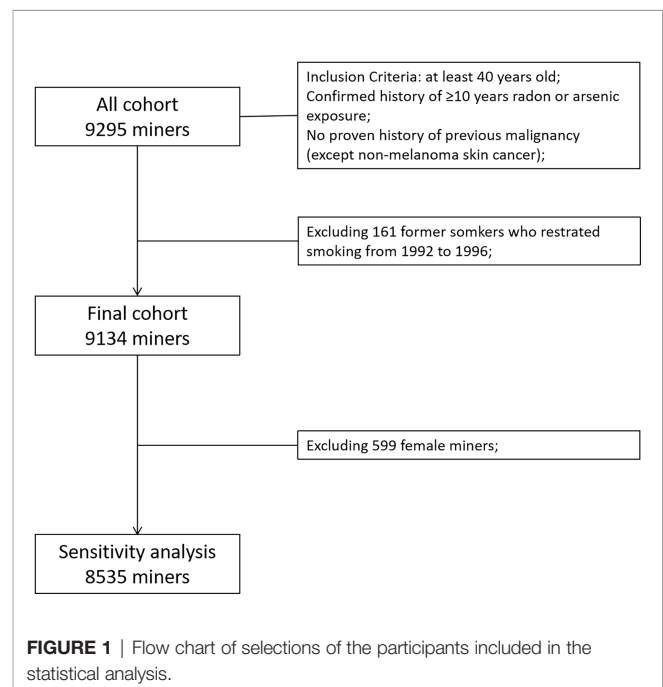 All cohort
9295 miners
Inclusion Criteria: at least 40 years old;
Confirmed history of ≥10 years radon or arsenic
exposure;
No proven history of previous malignancy
(except non-melanoma skin cancer);
Excluding 161 former somkers who restrated
smoking from 1992 to 1996;
Final cohort
9134 miners
Excluding 599 female miners;
Sensitivity analysis
8535 miners
FIGURE 1 | Flow chart of selections of the participants included in the
statistical analysis.